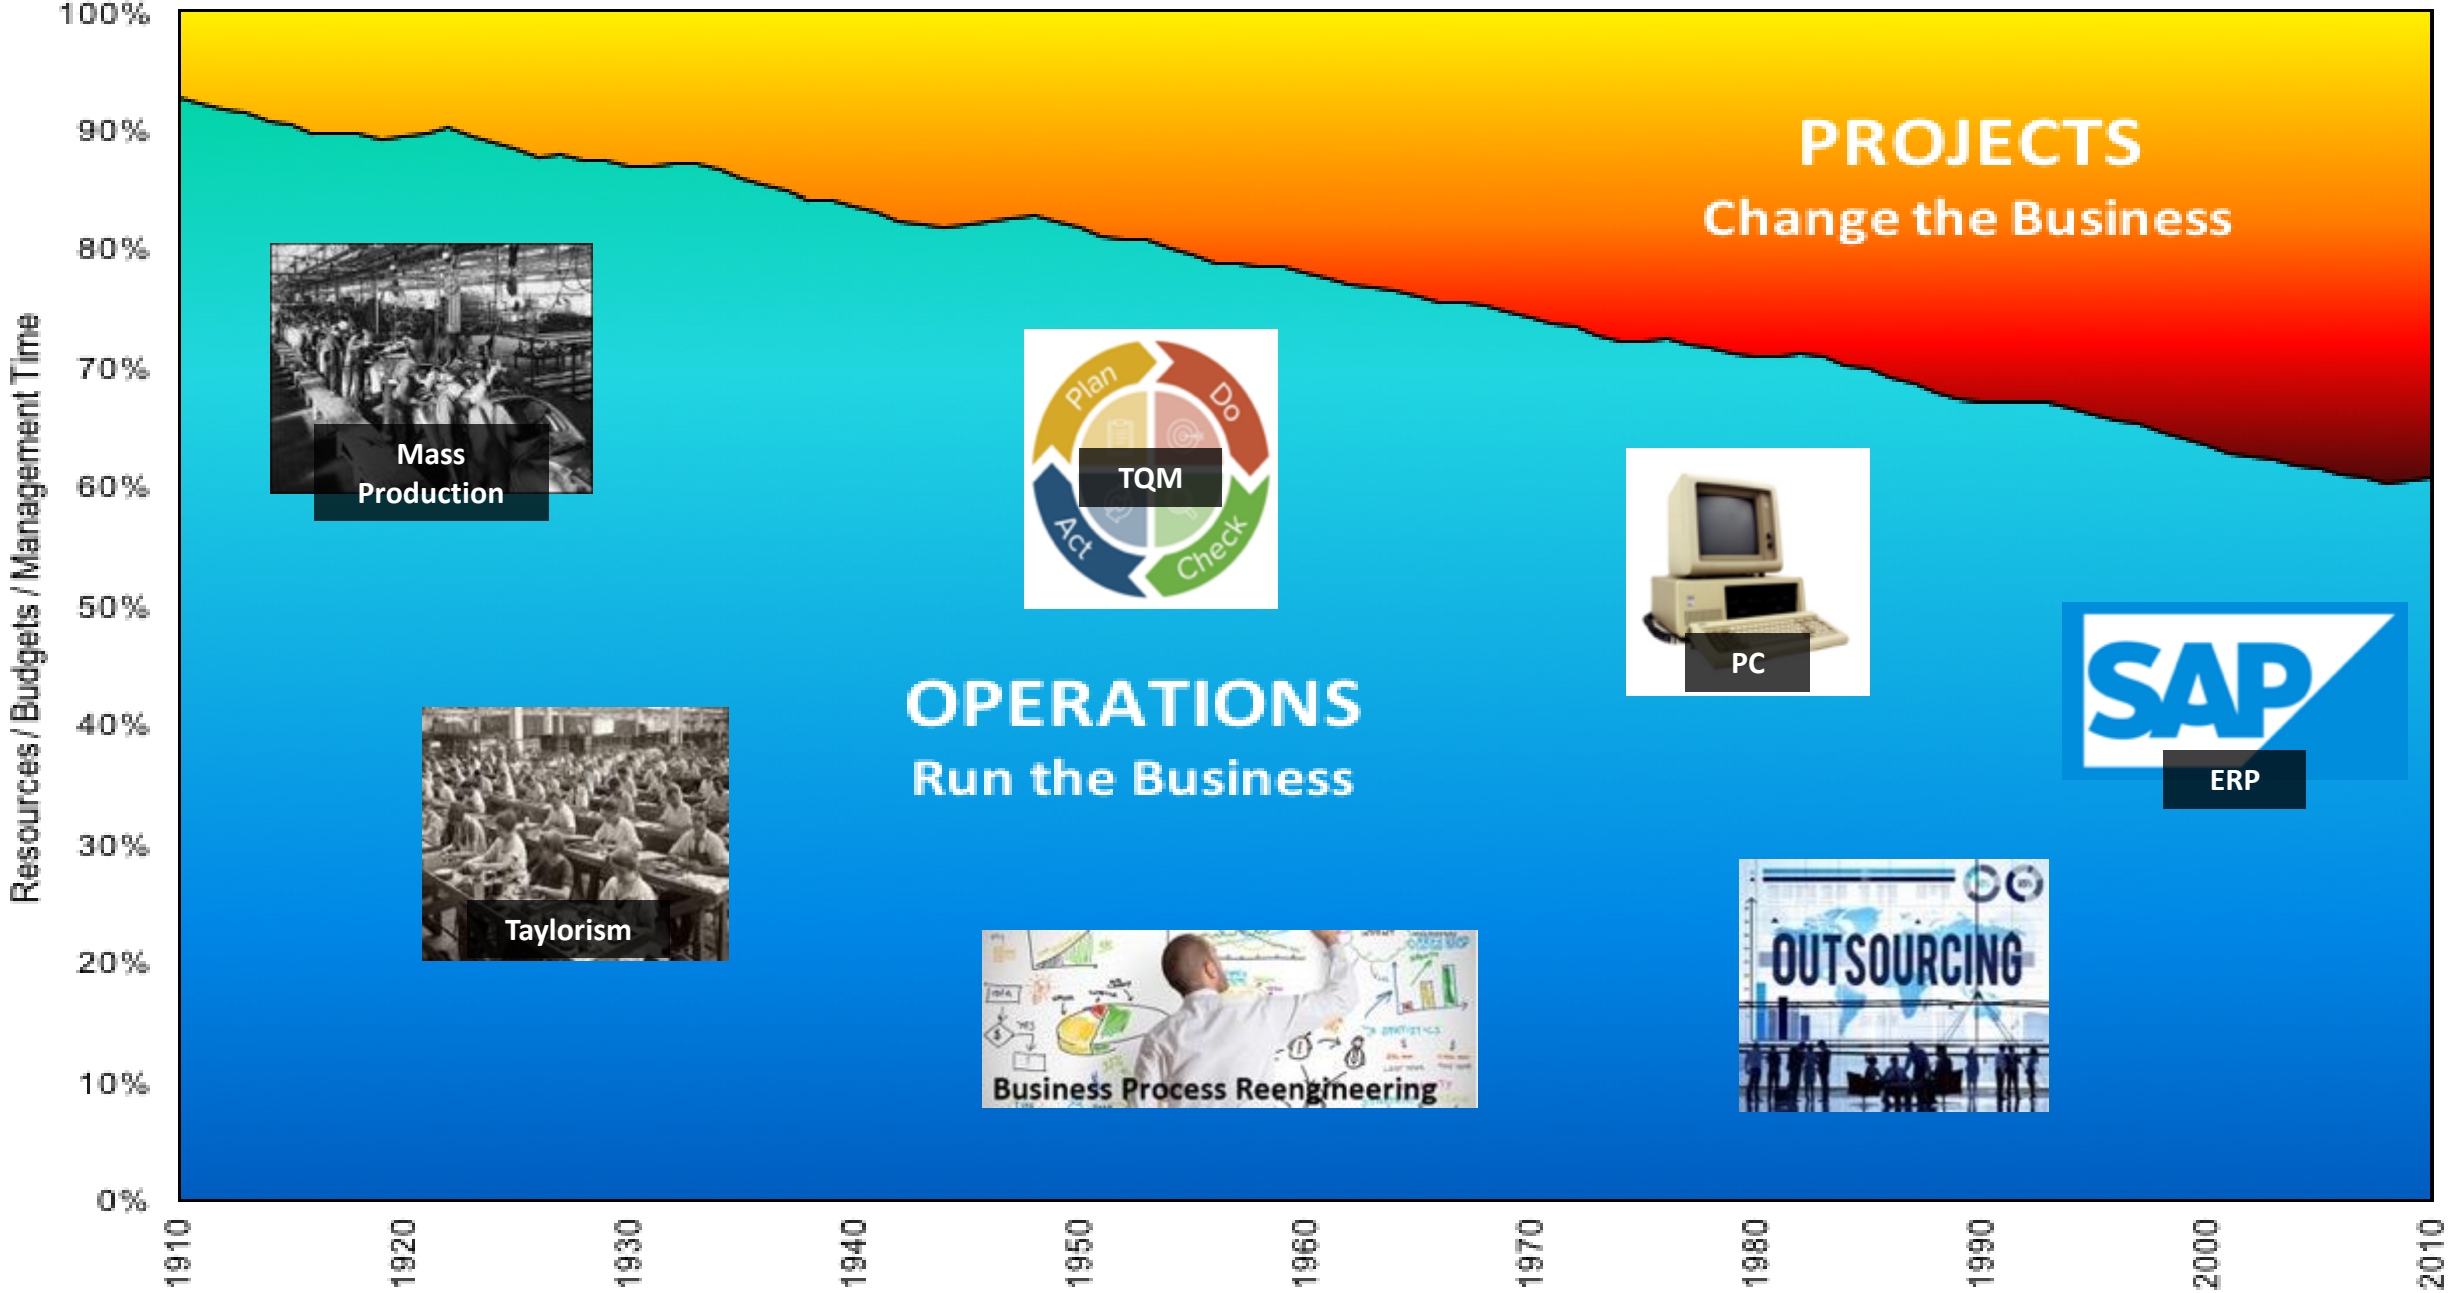 100%
90%
80%
70%
60%
50%
40%
30%
20%
10%
0%
Resources / Budgets / Management Time
PROJECTS
Change the Business
Mass
Production
Plan
Do
TQM
Act
Check
PC
OPERATIONS
Run the Business
SAP
ERP
Taylorism
OUTSOURCING
YES
Business Process Reengineering
1910
1920
1930
1940
1950
1960
1970
1980
1990
2000
2010